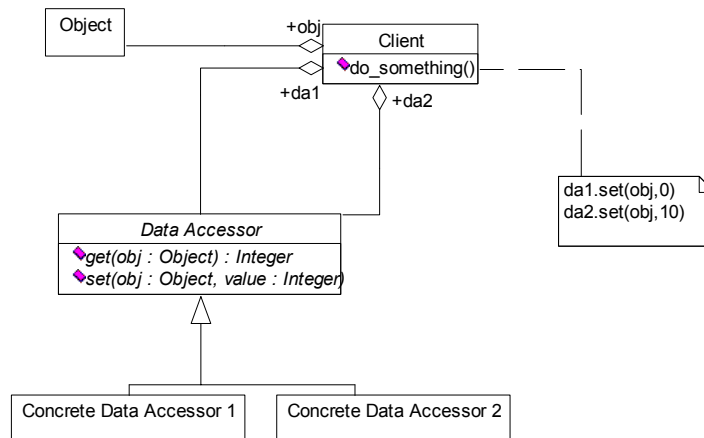 Object
+obj
Client
do_something()
+da1
+da2
da1.set(obj,0)
da2.set(obj,10)
Data Accessor
get(obj : Object) : Integer
set(obj : Object, value : Integer)
Concrete Data Accessor 1
Concrete Data Accessor 2